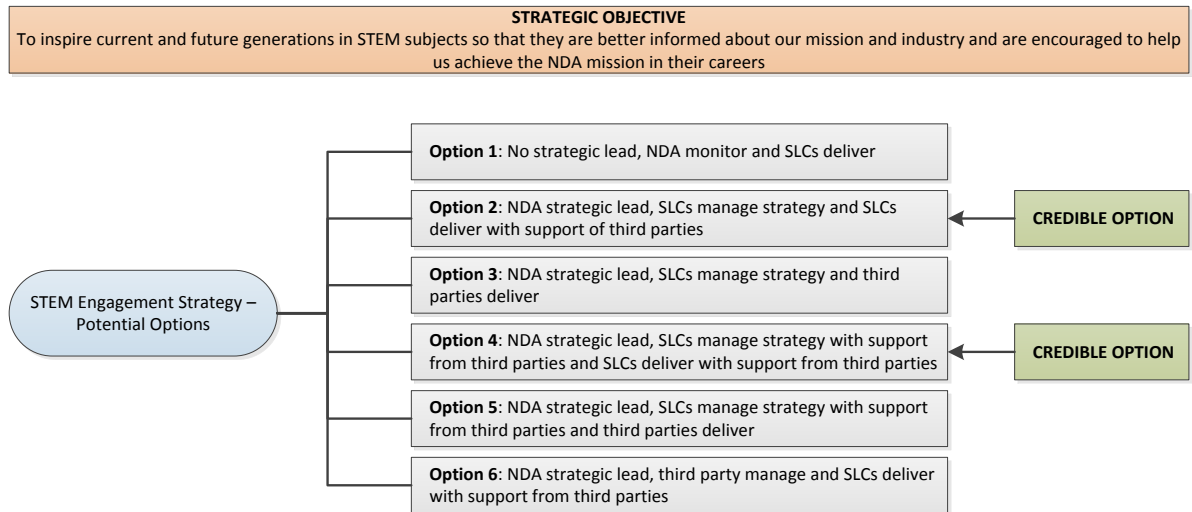 STRATEGIC OBJECTIVE
To inspire current and future generations in STEM subjects so that they are better informed about our mission and industry and are encouraged to help
us achieve the NDA mission in their careers
Option 1: No strategic lead, NDA monitor and SLCs deliver
Option 2: NDA strategic lead, SLCs manage strategy and SLCs
deliver with support of third parties
CREDIBLE OPTION
Option 3: NDA strategic lead, SLCs manage strategy and third
parties deliver
STEM Engagement Strategy –
Potential Options
Option 4: NDA strategic lead, SLCs manage strategy with support
from third parties and SLCs deliver with support from third parties
CREDIBLE OPTION
Option 5: NDA strategic lead, SLCs manage strategy with support
from third parties and third parties deliver
Option 6: NDA strategic lead, third party manage and SLCs deliver
with support from third parties